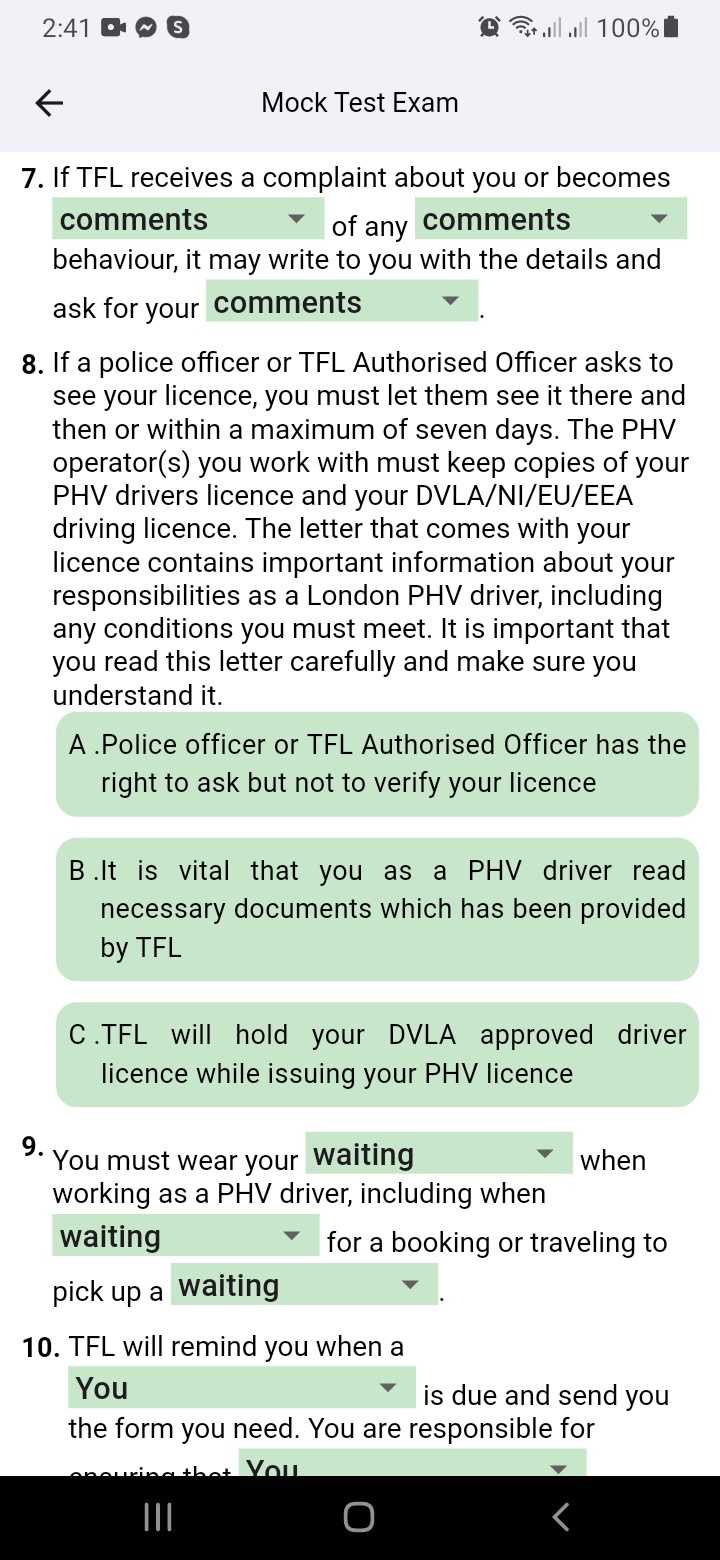 2:41 S 100%
Mock Test Exam
7. If TFL receives a complaint about you or becomes
comments of any comments
behaviour, it may write to you with the details and
ask for your comments .
8. If a police officer or TFL Authorised Officer asks to
see your licence, you must let them see it there and
then or within a maximum of seven days. The PHV
operator(s) you work with must keep copies of your
PHV drivers licence and your DVLA/NI/EU/EEA
driving licence. The letter that comes with your
licence contains important information about your
responsibilities as a London PHV driver, including
any conditions you must meet. It is important that
you read this letter carefully and make sure you
understand it.
A .Police officer or TFL Authorised Officer has the
right to ask but not to verify your licence
B .It is vital that you as a PHV driver read
necessary documents which has been provided
by TFL
C .TFL will hold your DVLA approved driver
licence while issuing your PHV licence
9. You must wear your waiting when
working as a PHV driver, including when
waiting for a booking or traveling to
pick up a waiting .
10. TFL will remind you when a
You is due and send you
the form you need. You are responsible for
ensuring that You